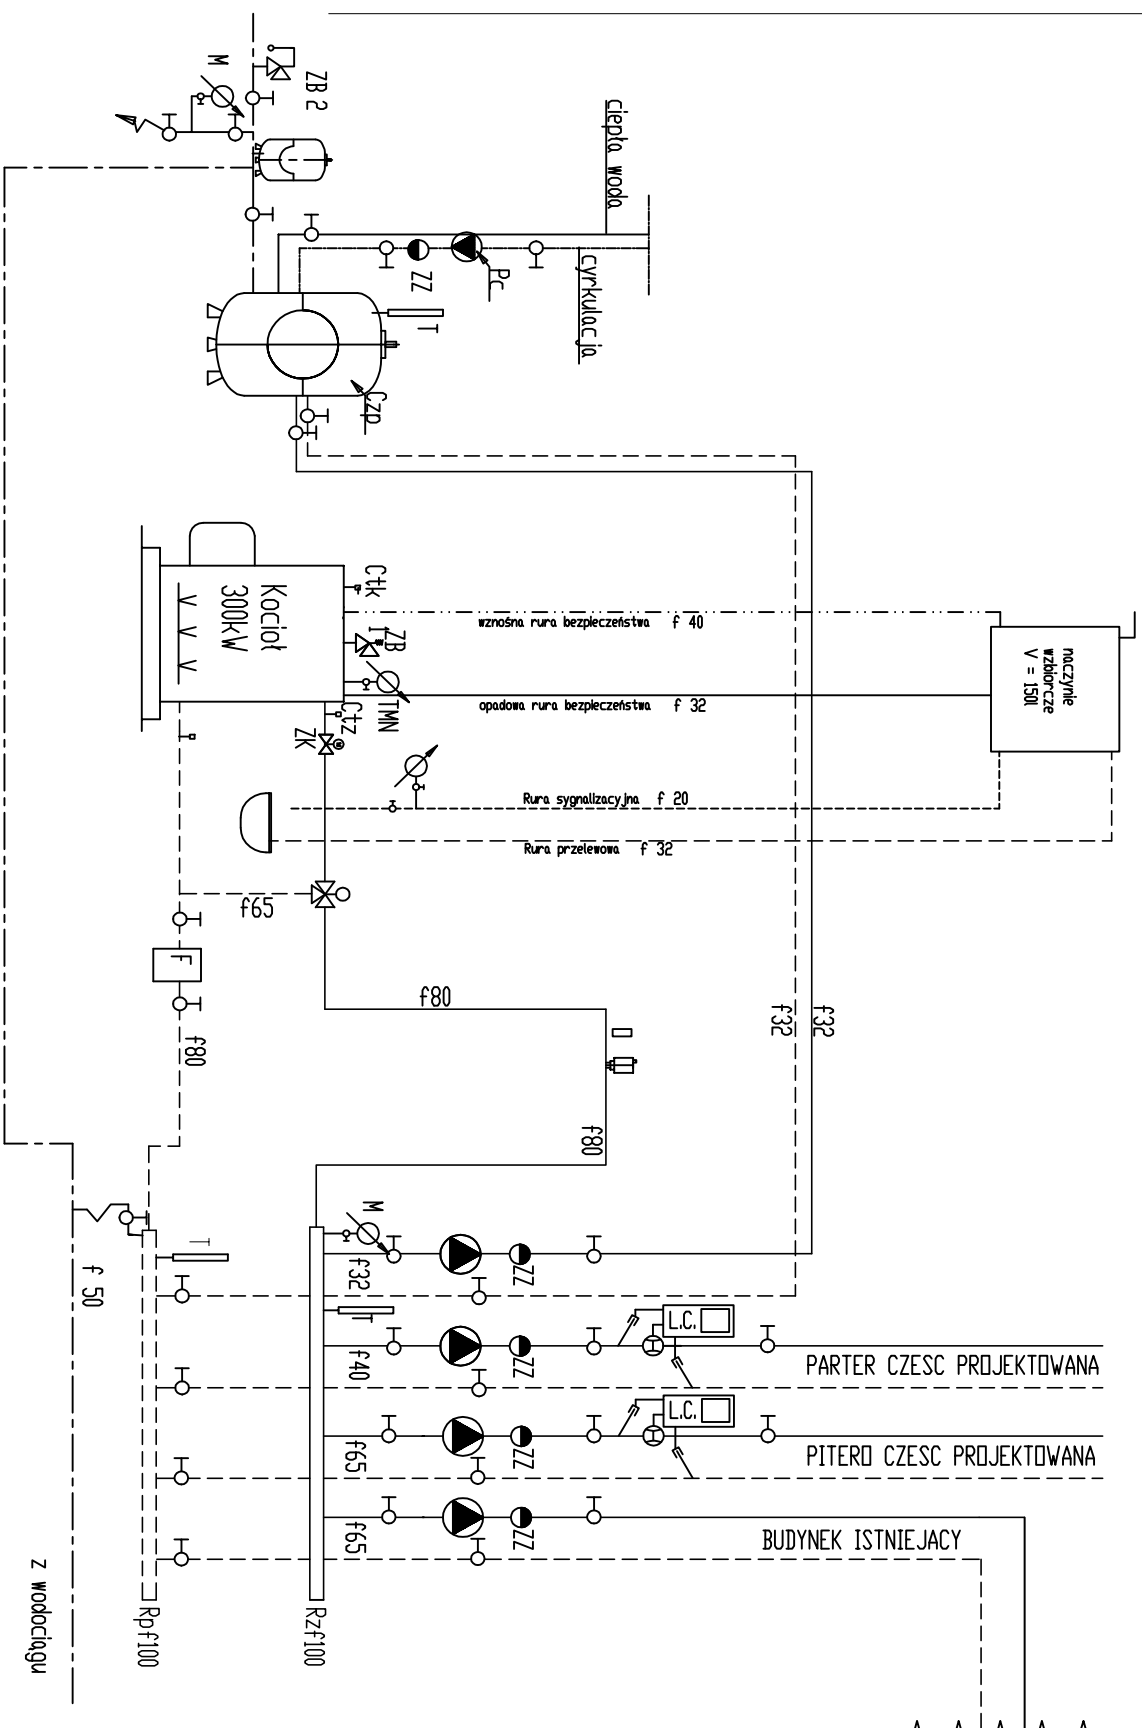 M
ZB 2
ciepła woda
cyrkulacja
Pc
ZZ
T
Czp
Ctk
Kocioł
300kW
ZB
1
TMN
Ctz
ZK
wznośna rura bezpieczeństwa f 40
opadowa rura bezpieczeństwa f 32
naczynie
wzbiorcze
V = 150l
Rura sygnalizacyjna f 20
Rura przelewowa f 32
f65
F
f80
f80
f80
f32
f32
M
f32
ZZ
T
T
f40
ZZ
L.C.
PARTER CZESC PROJEKTOWANA
f65
ZZ
L.C.
PITERO CZESC PROJEKTOWANA
f65
ZZ
BUDYNEK ISTNIEJACY
f 50
Rpf100
Rzf100
z wodociągu